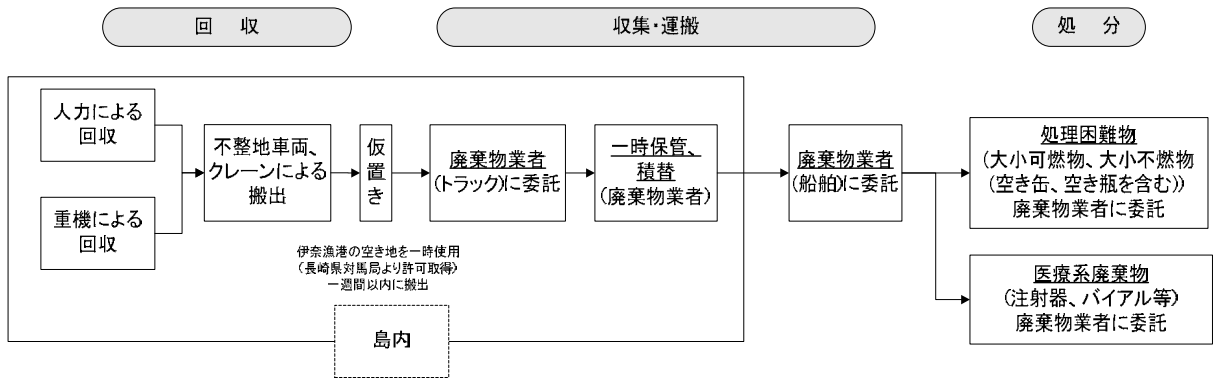 回　収
収集・運搬
処　分
人力による
回収
重機による
回収
不整地車両、
クレーンによる
搬出
仮
置
き
廃棄物業者
(トラック)に委託
一時保管、
積替
(廃棄物業者)
廃棄物業者
(船舶)に委託
処理困難物
(大小可燃物、大小不燃物
(空き缶、空き瓶を含む))
廃棄物業者に委託
医療系廃棄物
(注射器、バイアル等)
廃棄物業者に委託
伊奈漁港の空き地を一時使用
(長崎県対馬局より許可取得)
一週間以内に搬出
島内